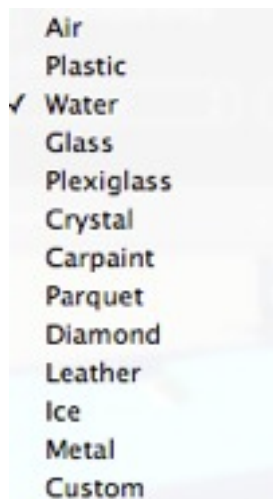 Air
Plastic
✓ Water
Glass
Plexiglass
Crystal
Carpaint
Parquet
Diamond
Leather
Ice
Metal
Custom